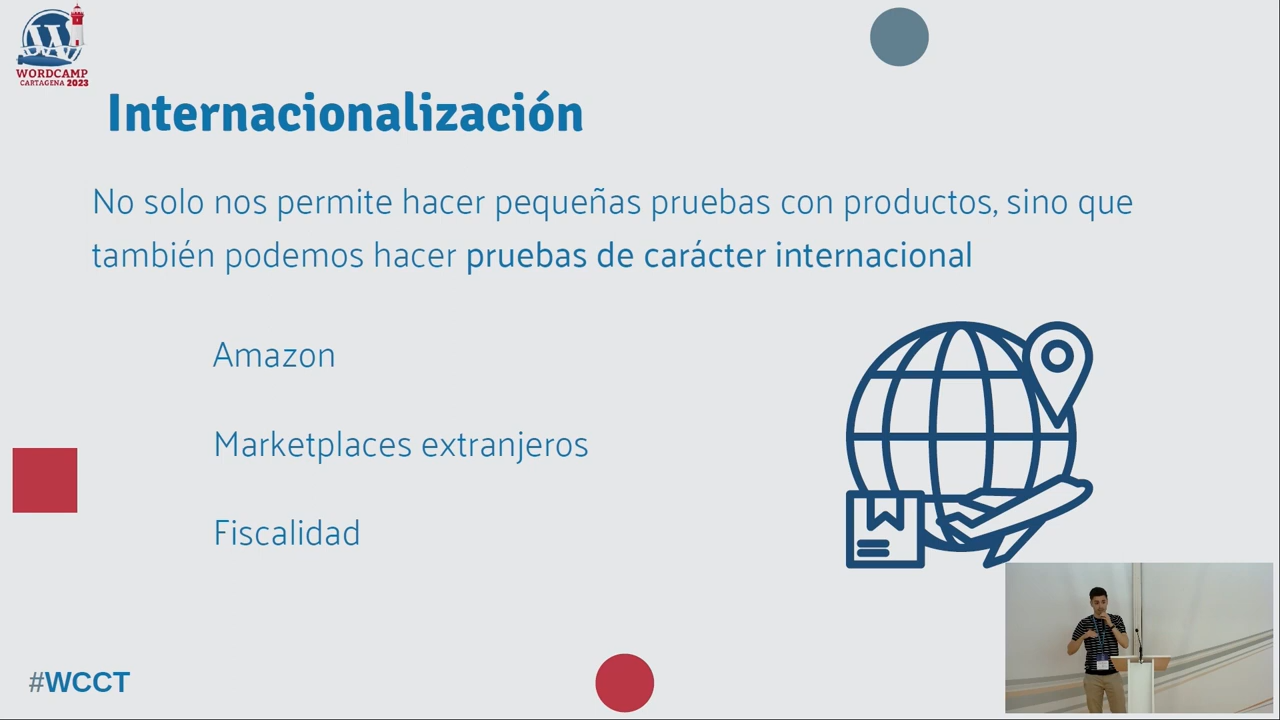 WORDCAMP
CARTAGENA 2023
Internacionalización
No solo nos permite hacer pequeñas pruebas con productos, sino que
también podemos hacer pruebas de carácter internacional
Amazon
Marketplaces extranjeros
Fiscalidad
#WCCT